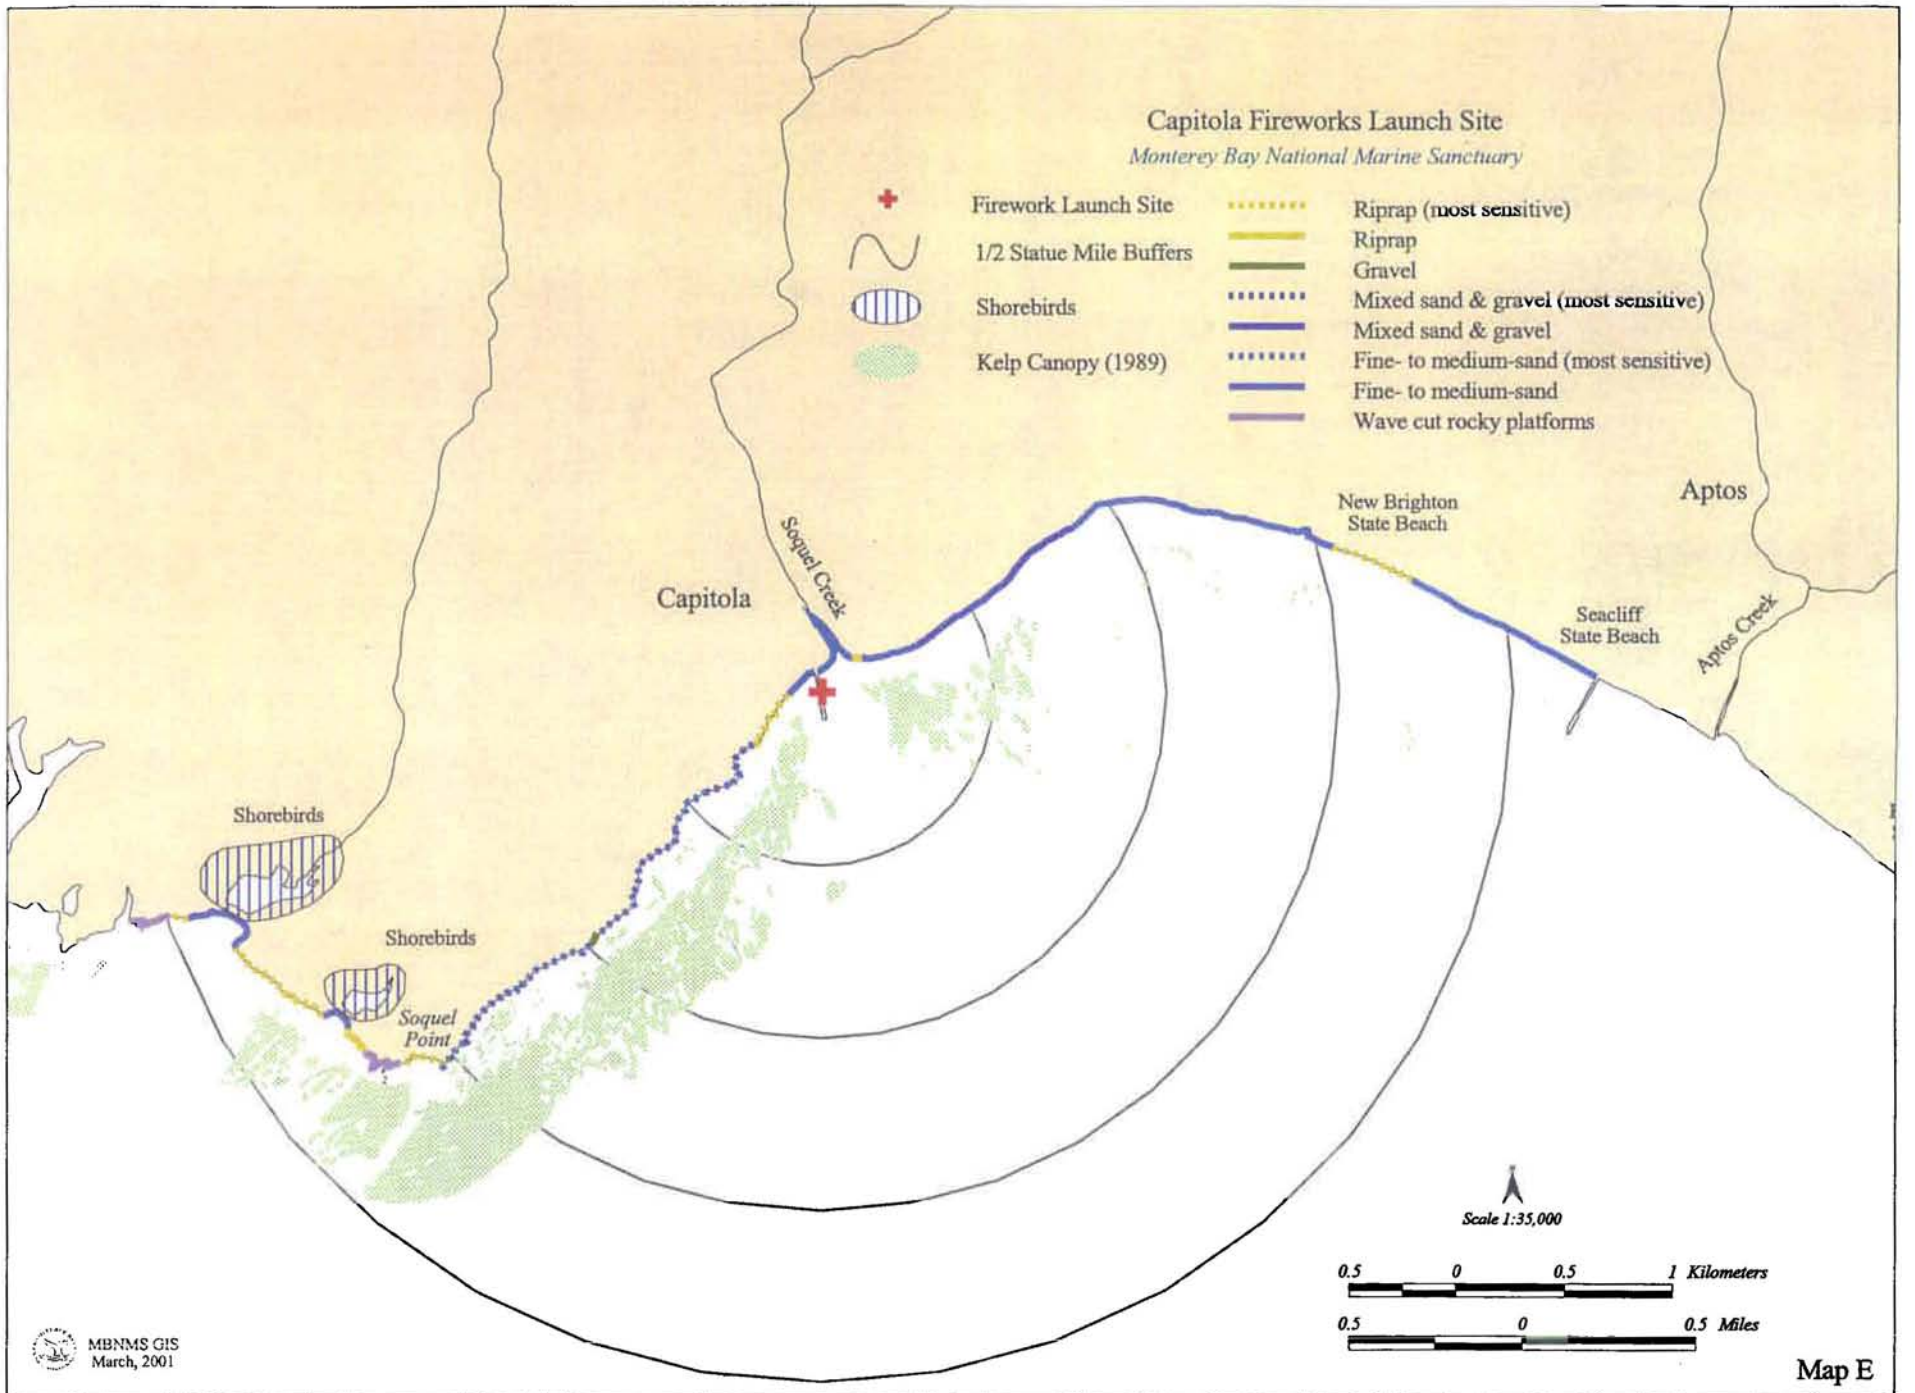 Capitola Fireworks Launch Site
Monterey Bay National Marine Sanctuary
Firework Launch Site
1/2 Statue Mile Buffers
Shorebirds
Kelp Canopy (1989)
Riprap (most sensitive)
Riprap
Gravel
Mixed sand & gravel (most sensitive)
Mixed sand & gravel
Fine- to medium-sand (most sensitive)
Fine- to medium-sand
Wave cut rocky platforms
Aptos
New Brighton
State Beach
Soquel Creek
Capitola
Seacliff
State Beach
Aptos Creek
Shorebirds
Shorebirds
Soquel
Point
Scale 1:35,000
0.5 0 0.5 1 Kilometers
0.5 0 0.5 Miles
MBNMS GIS
March, 2001
Map E